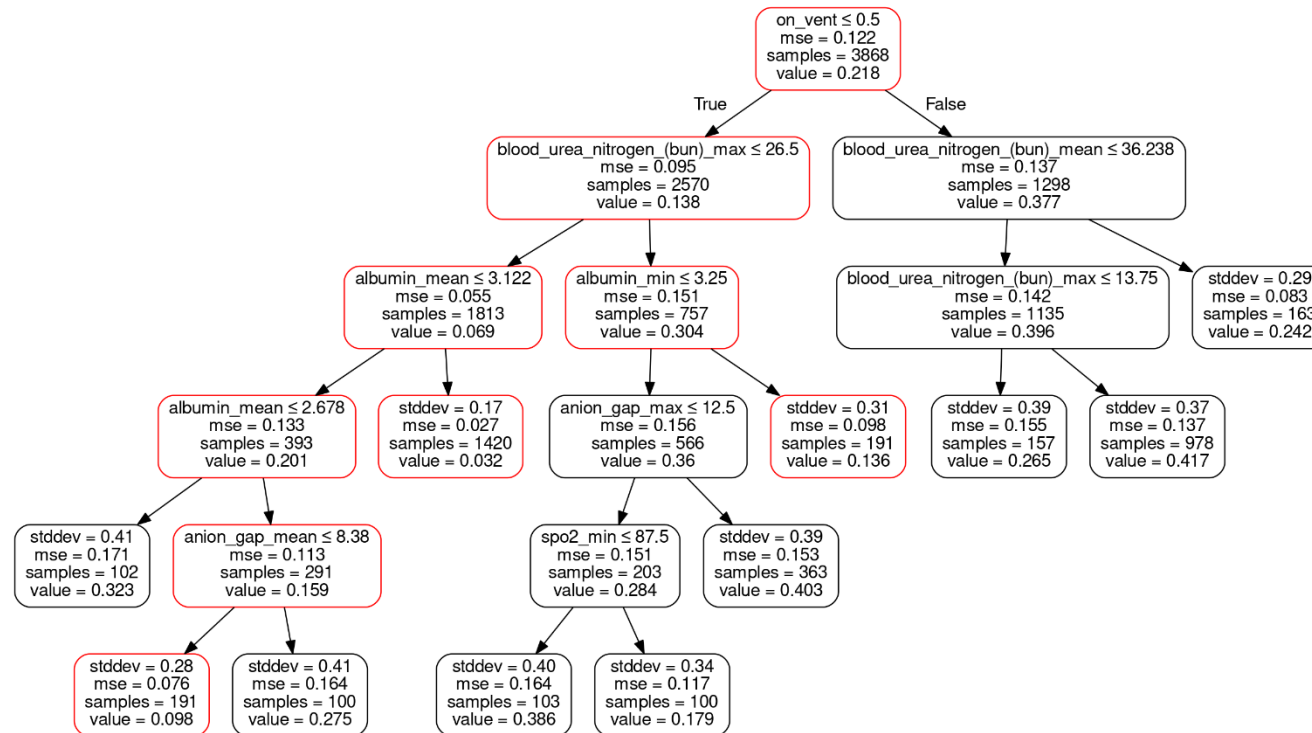 on_vent ≤ 0.5
mse = 0.122
samples = 3868
value = 0.218
True
False
blood_urea_nitrogen_(bun)_max ≤ 26.5
mse = 0.095
samples = 2570
value = 0.138
blood_urea_nitrogen_(bun)_mean ≤ 36.238
mse = 0.137
samples = 1298
value = 0.377
albumin_mean ≤ 3.122
mse = 0.055
samples = 1813
value = 0.069
albumin_min ≤ 3.25
mse = 0.151
samples = 757
value = 0.304
blood_urea_nitrogen_(bun)_max ≤ 13.75
mse = 0.142
samples = 1135
value = 0.396
stddev = 0.29
mse = 0.083
samples = 163
value = 0.242
albumin_mean ≤ 2.678
mse = 0.133
samples = 393
value = 0.201
stddev = 0.17
mse = 0.027
samples = 1420
value = 0.032
anion_gap_max ≤ 12.5
mse = 0.156
samples = 566
value = 0.36
stddev = 0.31
mse = 0.098
samples = 191
value = 0.136
stddev = 0.39
mse = 0.155
samples = 157
value = 0.265
stddev = 0.37
mse = 0.137
samples = 978
value = 0.417
stddev = 0.41
mse = 0.171
samples = 102
value = 0.323
anion_gap_mean ≤ 8.38
mse = 0.113
samples = 291
value = 0.159
spo2_min ≤ 87.5
mse = 0.151
samples = 203
value = 0.284
stddev = 0.39
mse = 0.153
samples = 363
value = 0.403
stddev = 0.28
mse = 0.076
samples = 191
value = 0.098
stddev = 0.41
mse = 0.164
samples = 100
value = 0.275
stddev = 0.40
mse = 0.164
samples = 103
value = 0.386
stddev = 0.34
mse = 0.117
samples = 100
value = 0.179